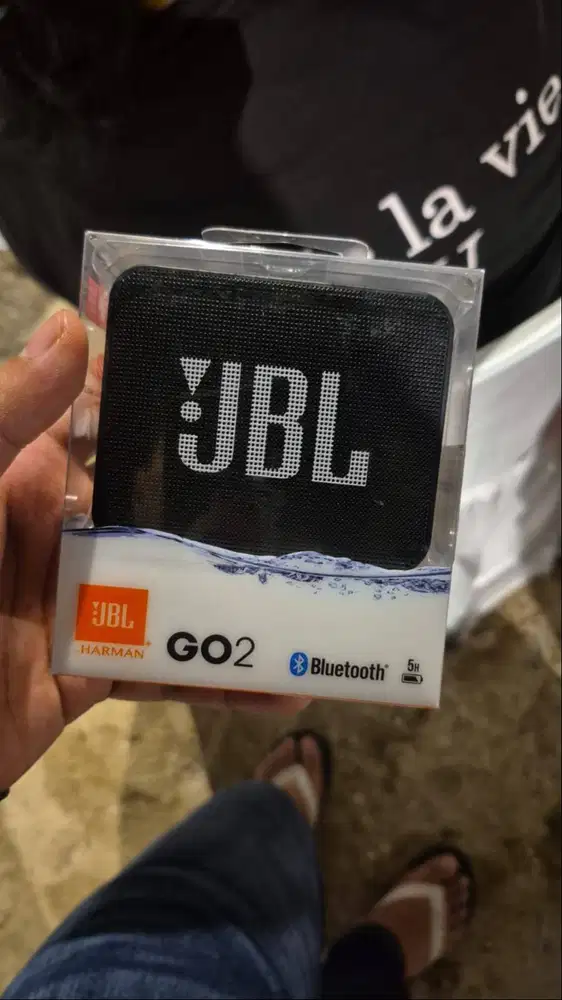 la vie
JBL
JBL
HARMAN
GO2
Bluetooth®
5H